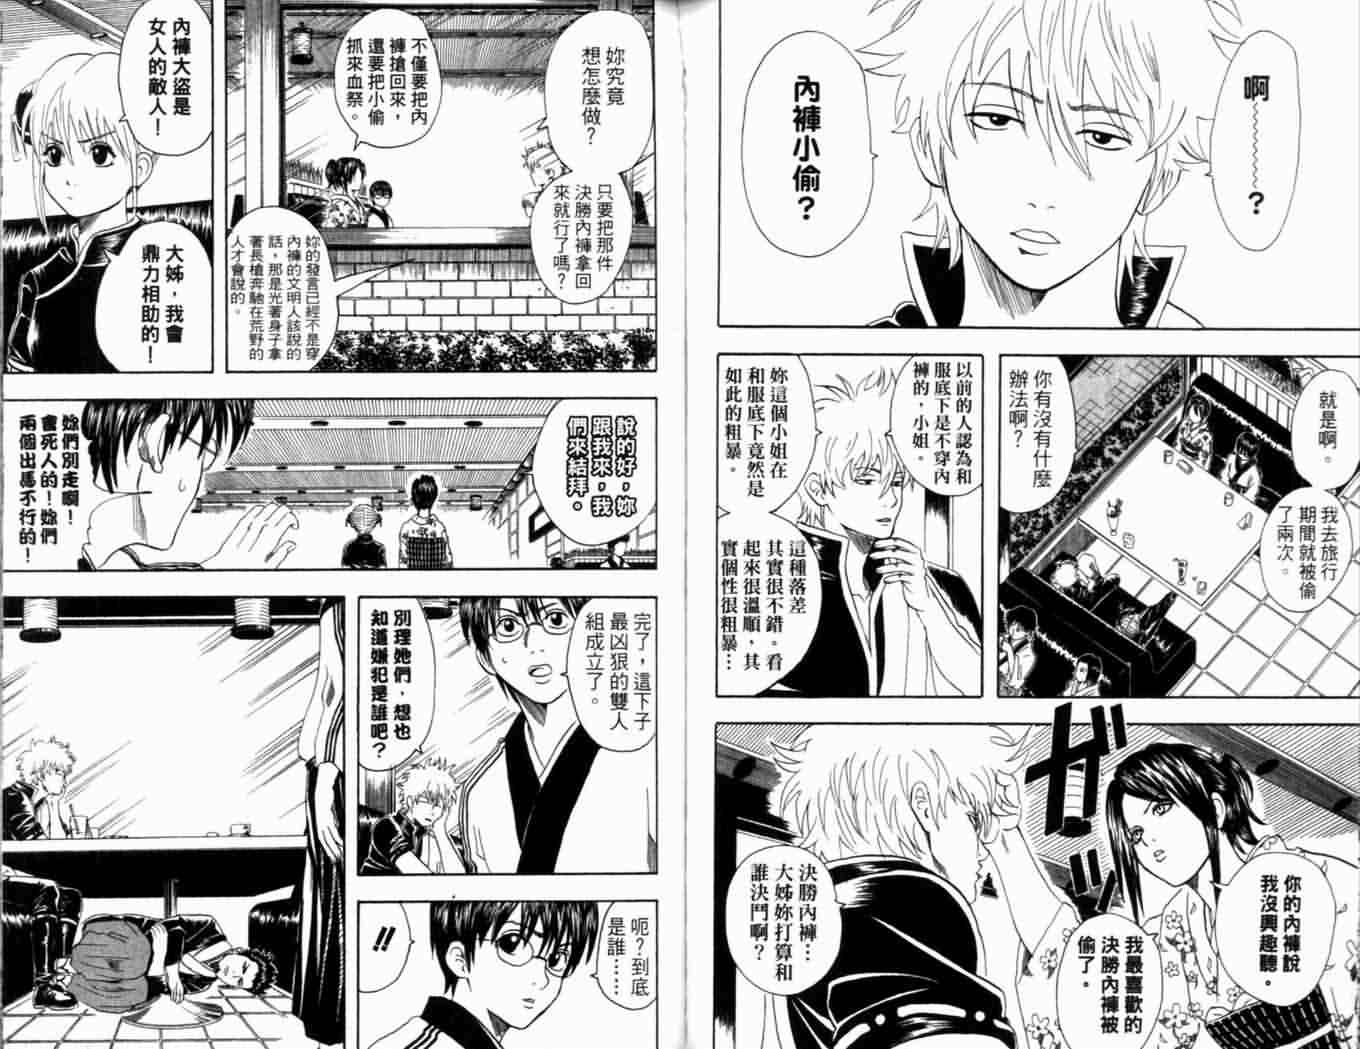 啊～～～？
內褲小偷？
就是啊。
我去旅行
期間就被偷
了兩次。
你有沒有什麼
辦法啊？
以前的人認為和
服底下是不穿內
褲的，小姐。
妳這個小姐在
和服底下竟然是
如此的粗暴。
這種落差
其實很不錯。看
起來很溫順，其
實個性很粗暴…
ガッ
你的內褲說
我沒興趣聽。
我最喜歡的
決勝內褲被
偷了。
決勝內褲…
大姊妳打算和
誰決鬥啊？
妳究竟
想怎麼做？
只要把那件
決勝內褲拿回
來就行了嗎？
不僅要把內
褲搶回來，
還要把小偷
抓來血祭。
妳的發言已經不是穿
內褲的文明人該說的
話，那是光著身子拿
著長槍奔馳在荒野的
人才會說的。
內褲大盜是
女人的敵人！
大姊，我會
鼎力相助的！
說的好，妳
跟我來，我
們來結拜。
妳們別走啊！
會死人的！妳們
兩個出馬不行的！
完了，這下子
最凶狠的雙人
組成立了。
別理她們，想也
知道嫌犯是誰吧？
呃？到底
是誰……
!!